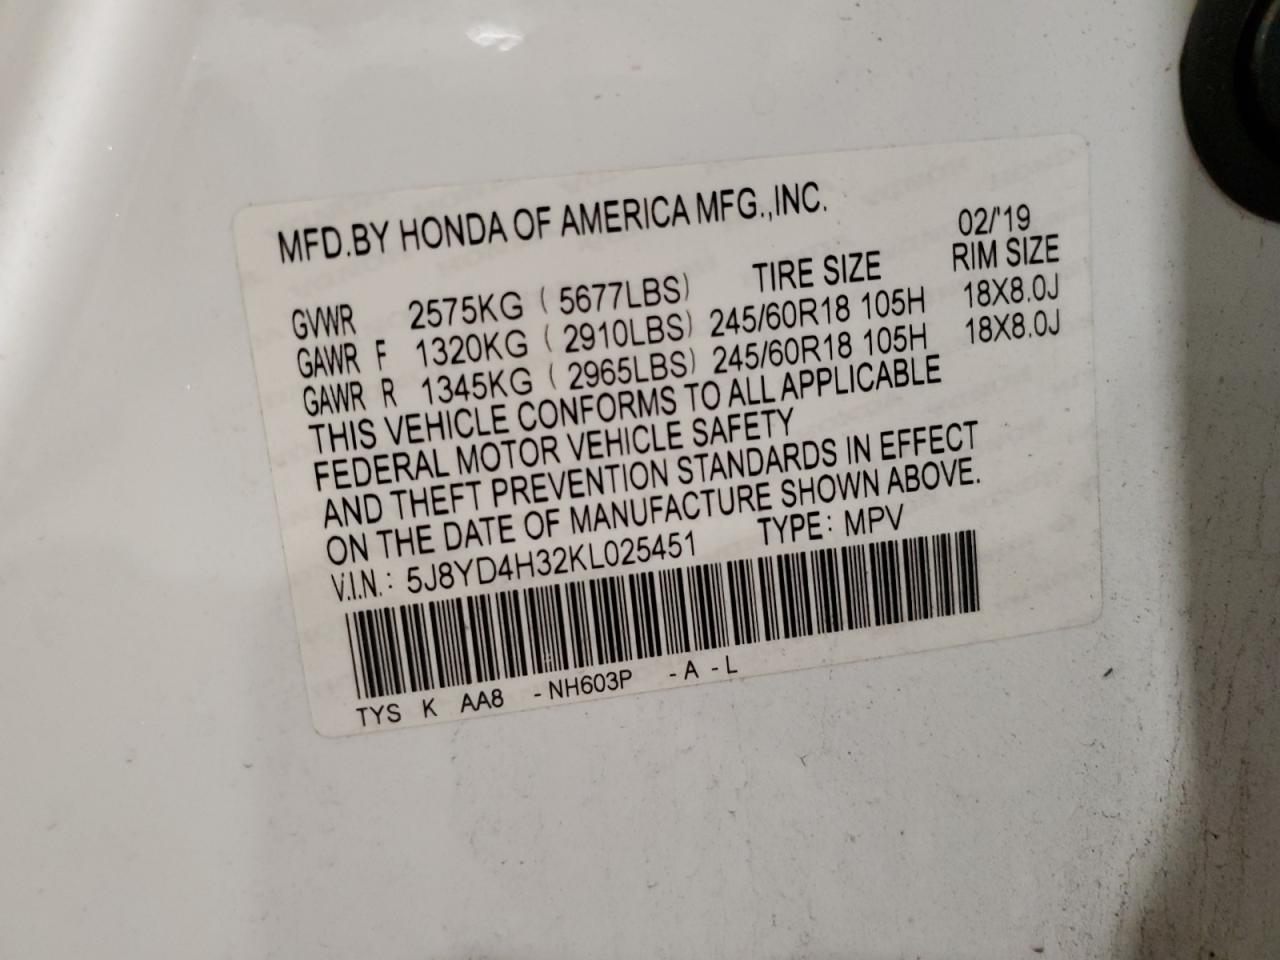 MFD.BY HONDA OF AMERICA MFG.,INC.
02/'19
TIRE SIZE RIM SIZE
GVWR 2575KG ( 5677LBS)
GAWR F 1320KG ( 2910LBS) 245/60R18 105H 18X8.0J
GAWR R 1345KG ( 2965LBS) 245/60R18 105H 18X8.0J
THIS VEHICLE CONFORMS TO ALL APPLICABLE
FEDERAL MOTOR VEHICLE SAFETY
AND THEFT PREVENTION STANDARDS IN EFFECT
ON THE DATE OF MANUFACTURE SHOWN ABOVE.
V.I.N.: 5J8YD4H32KL025451 TYPE: MPV
TYS K AA8 - NH603P - A - L